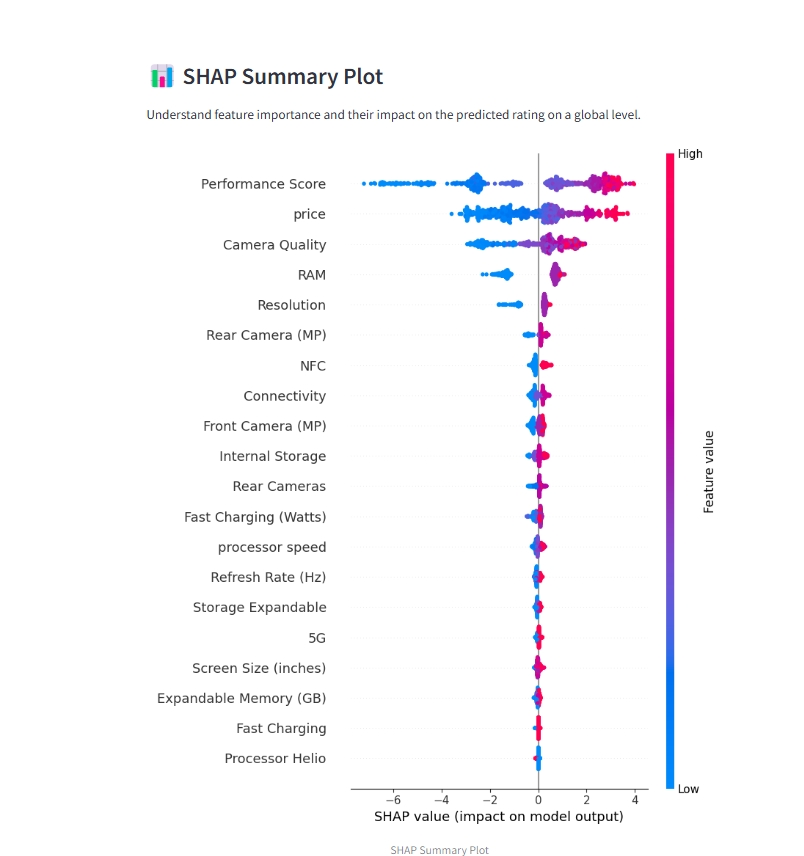 SHAP Summary Plot
Understand feature importance and their impact on the predicted rating on a global level.
High
Performance Score
price
Camera Quality
RAM
Resolution
Rear Camera (MP)
NFC
Connectivity
Front Camera (MP)
Internal Storage
Rear Cameras
Fast Charging (Watts)
processor speed
Refresh Rate (Hz)
Storage Expandable
5G
Screen Size (inches)
Expandable Memory (GB)
Fast Charging
Processor Helio
Feature value
Low
−6 −4 −2 0 2 4
SHAP value (impact on model output)
SHAP Summary Plot